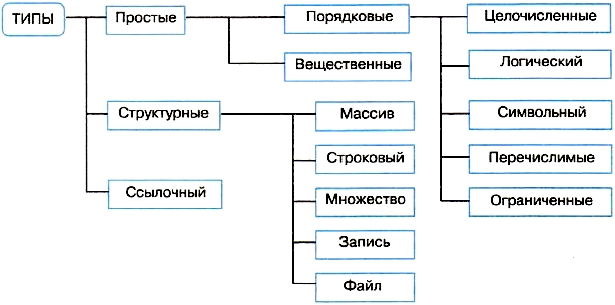 ТИПЫ
Простые
Порядковые
Целочисленные
Вещественные
Логический
Структурные
Массив
Символьный
Строковый
Перечислимые
Ссылочный
Множество
Ограниченные
Запись
Файл